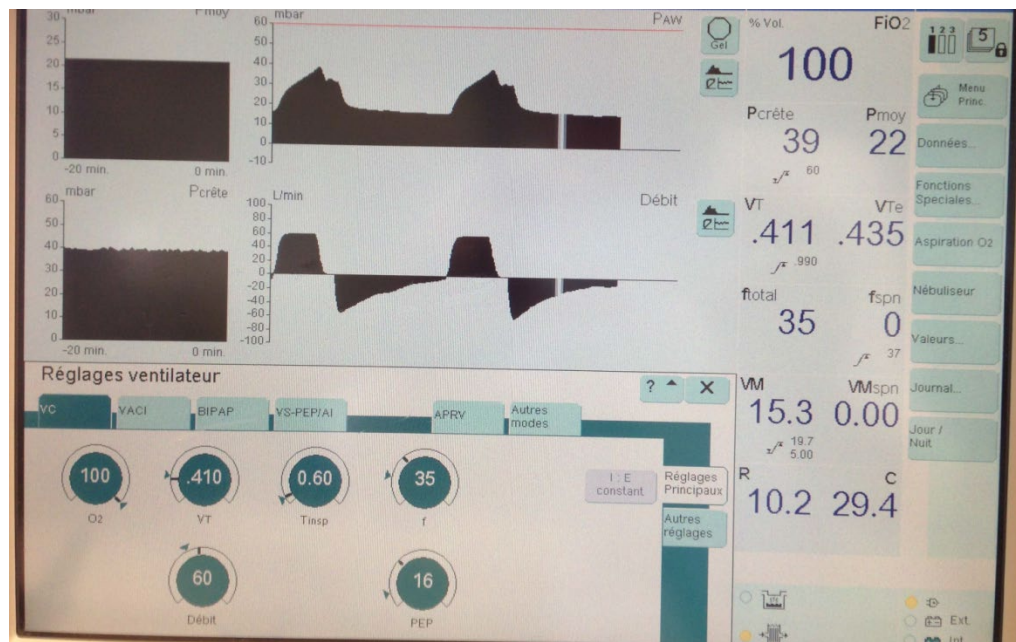 30 mbar Pmoy
25
20
15
10
5
0
-20 min. 0 min.
60 mbar Paw
50
40
30
20
10
0
-10
60 mbar Pcrête
50
40
30
20
10
0
-20 min. 0 min.
L/min Débit
100
80
60
40
20
0
-20
-40
-60
-80
-100
Gel
% Vol. FiO2
100
Pcrête Pmoy
39 22
60
VT VTe
.411 .435
.990
ftotal fspn
35 0
37
VM VMspn
15.3 0.00
19.7
5.00
R C
10.2 29.4
1 2 3 5
Menu
Princ.
Données...
Fonctions
Speciales...
Aspiration O2
Nébuliseur
Valeurs...
Journal...
Jour /
Nuit
Ext.
Int.
Réglages ventilateur ? X
VC VACI BIPAP VS-PEP/AI APRV Autres
modes
100 .410 0.60 35
O2 VT Tinsp f
I : E
constant
Réglages
Principaux
Autres
réglages
60 16
Débit PEP